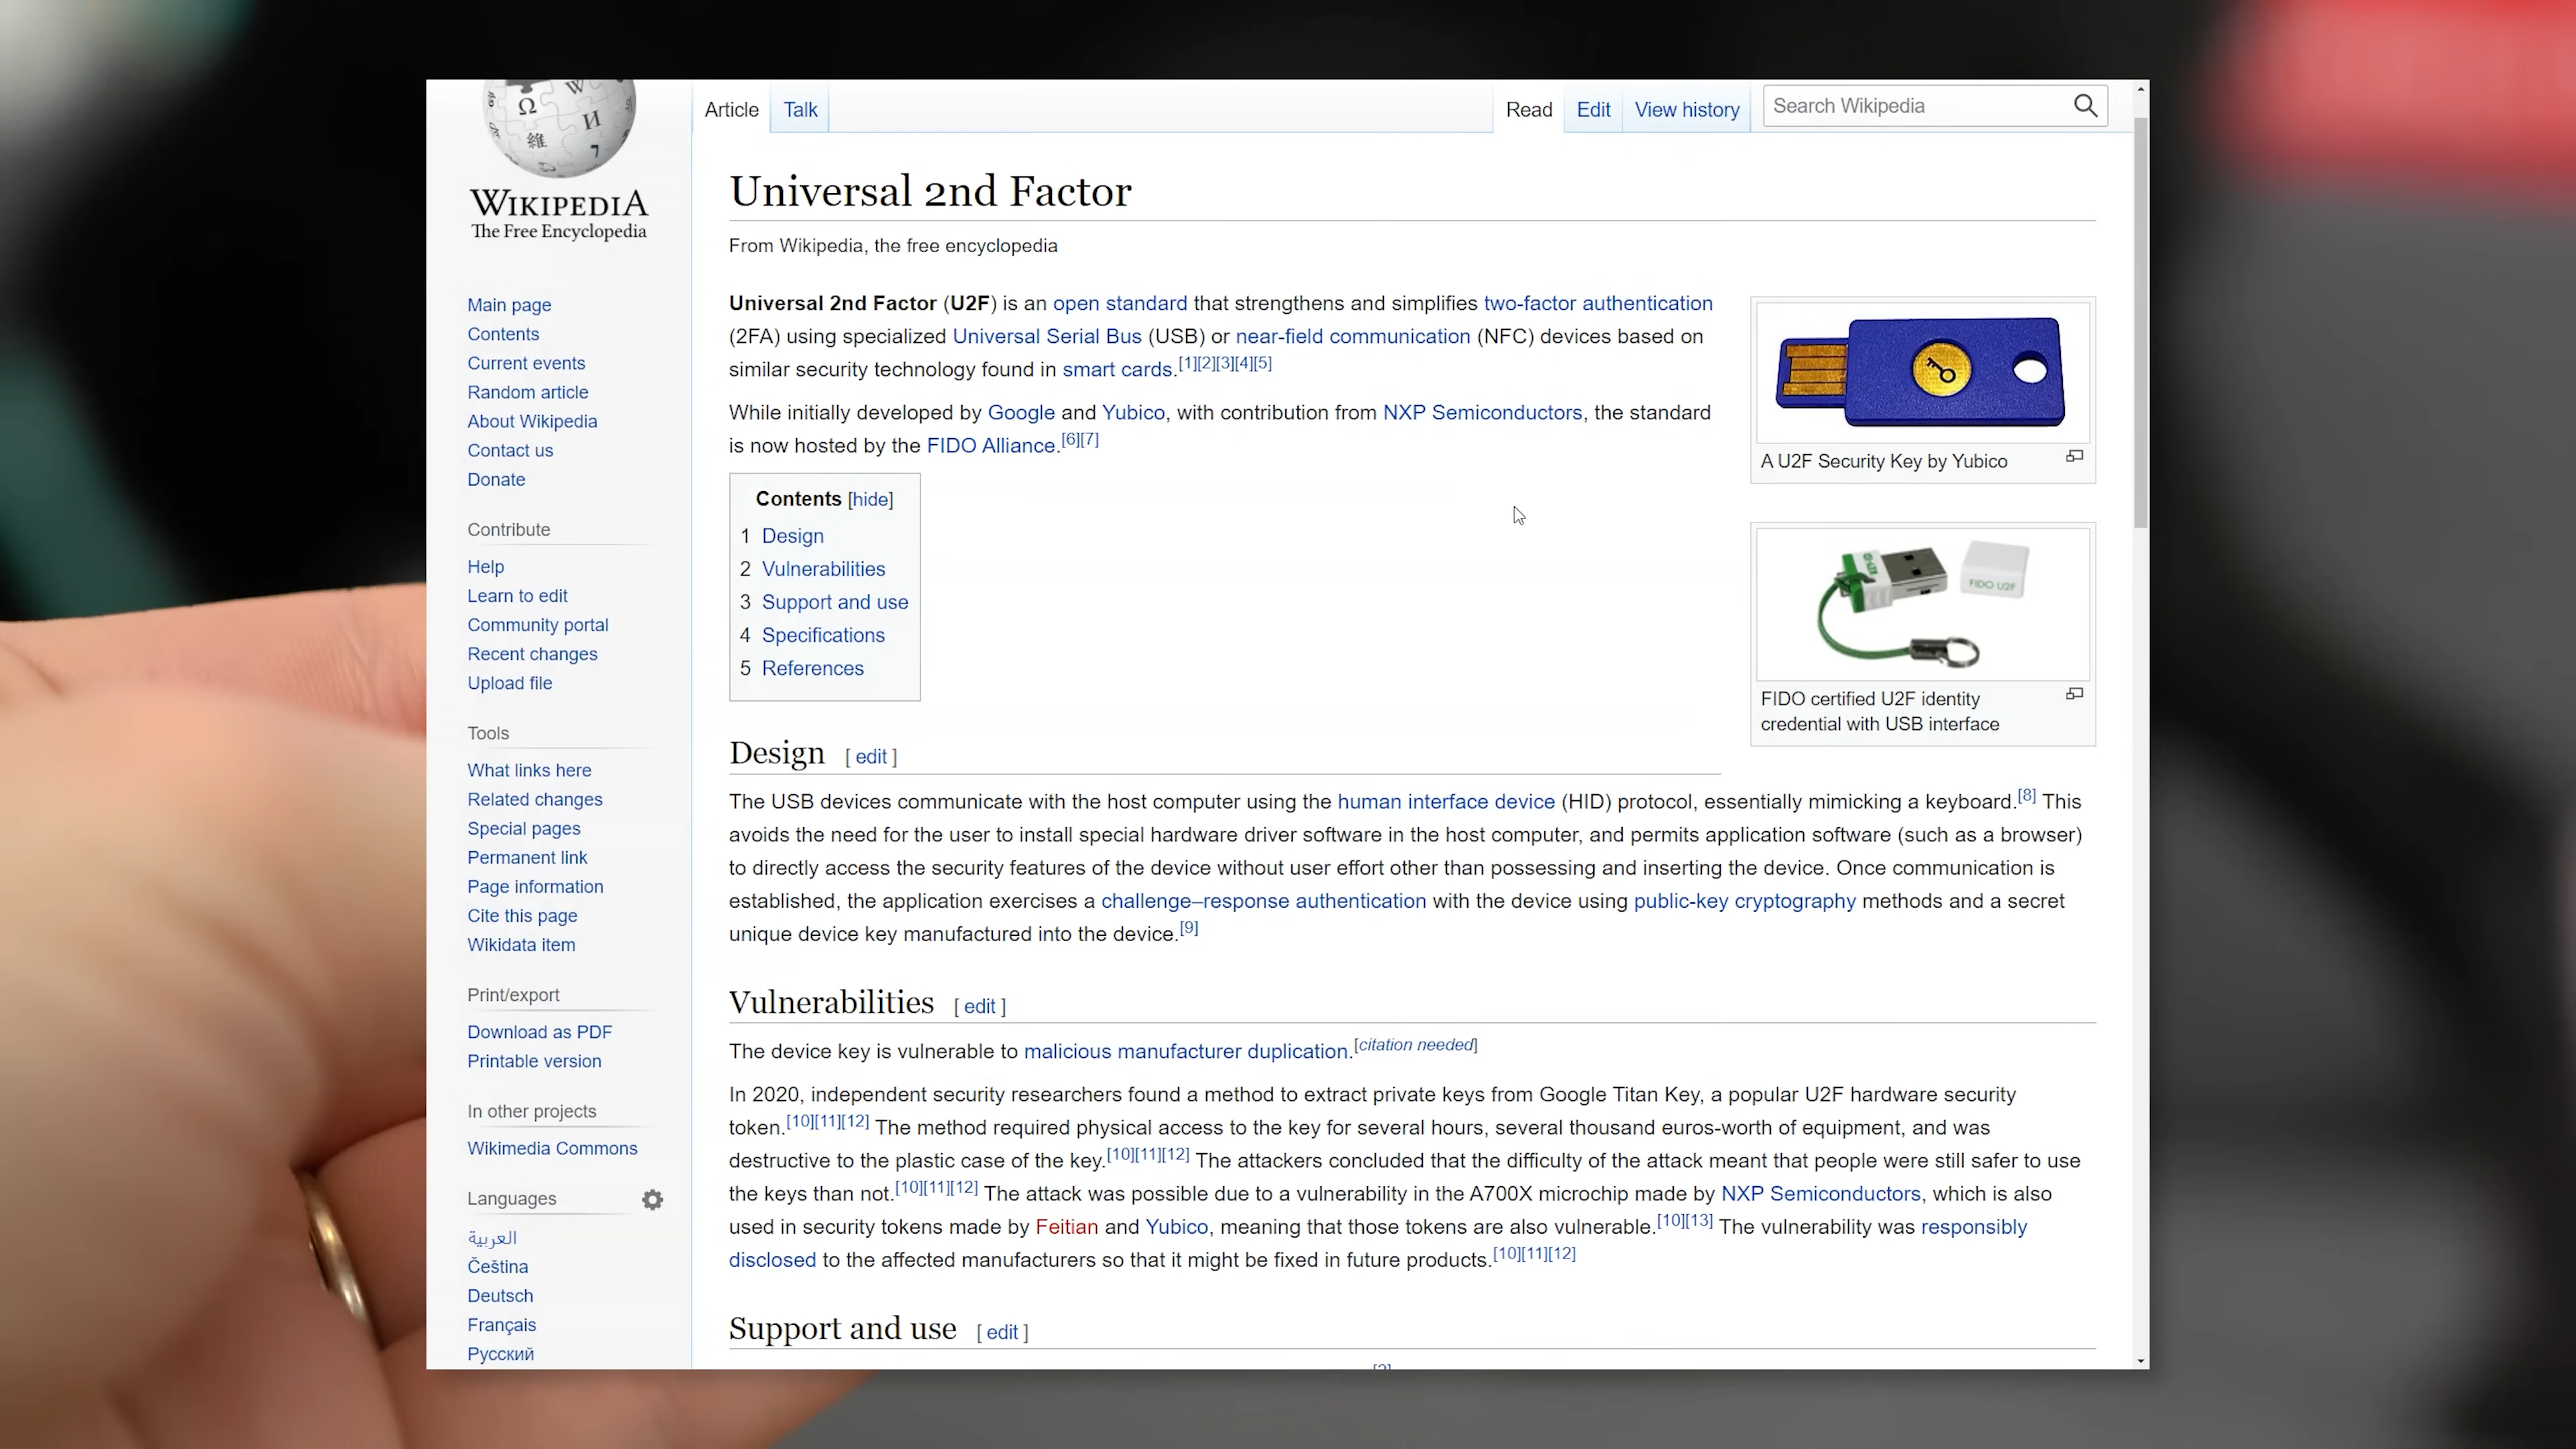 WIKIPEDIA
The Free Encyclopedia
Main page
Contents
Current events
Random article
About Wikipedia
Contact us
Donate
Contribute
Help
Learn to edit
Community portal
Recent changes
Upload file
Tools
What links here
Related changes
Special pages
Permanent link
Page information
Cite this page
Wikidata item
Print/export
Download as PDF
Printable version
In other projects
Wikimedia Commons
Languages
العربية
Čeština
Deutsch
Français
Русский
Article Talk Read Edit View history Search Wikipedia
Universal 2nd Factor
From Wikipedia, the free encyclopedia
Universal 2nd Factor (U2F) is an open standard that strengthens and simplifies two-factor authentication
(2FA) using specialized Universal Serial Bus (USB) or near-field communication (NFC) devices based on
similar security technology found in smart cards.[1][2][3][4][5]
While initially developed by Google and Yubico, with contribution from NXP Semiconductors, the standard
is now hosted by the FIDO Alliance.[6][7]
A U2F Security Key by Yubico
FIDO U2F
FIDO certified U2F identity
credential with USB interface
Contents [hide]
1 Design
2 Vulnerabilities
3 Support and use
4 Specifications
5 References
Design [ edit ]
The USB devices communicate with the host computer using the human interface device (HID) protocol, essentially mimicking a keyboard.[8] This
avoids the need for the user to install special hardware driver software in the host computer, and permits application software (such as a browser)
to directly access the security features of the device without user effort other than possessing and inserting the device. Once communication is
established, the application exercises a challenge–response authentication with the device using public-key cryptography methods and a secret
unique device key manufactured into the device.[9]
Vulnerabilities [ edit ]
The device key is vulnerable to malicious manufacturer duplication.[citation needed]
In 2020, independent security researchers found a method to extract private keys from Google Titan Key, a popular U2F hardware security
token.[10][11][12] The method required physical access to the key for several hours, several thousand euros-worth of equipment, and was
destructive to the plastic case of the key.[10][11][12] The attackers concluded that the difficulty of the attack meant that people were still safer to use
the keys than not.[10][11][12] The attack was possible due to a vulnerability in the A700X microchip made by NXP Semiconductors, which is also
used in security tokens made by Feitian and Yubico, meaning that those tokens are also vulnerable.[10][13] The vulnerability was responsibly
disclosed to the affected manufacturers so that it might be fixed in future products.[10][11][12]
Support and use [ edit ]